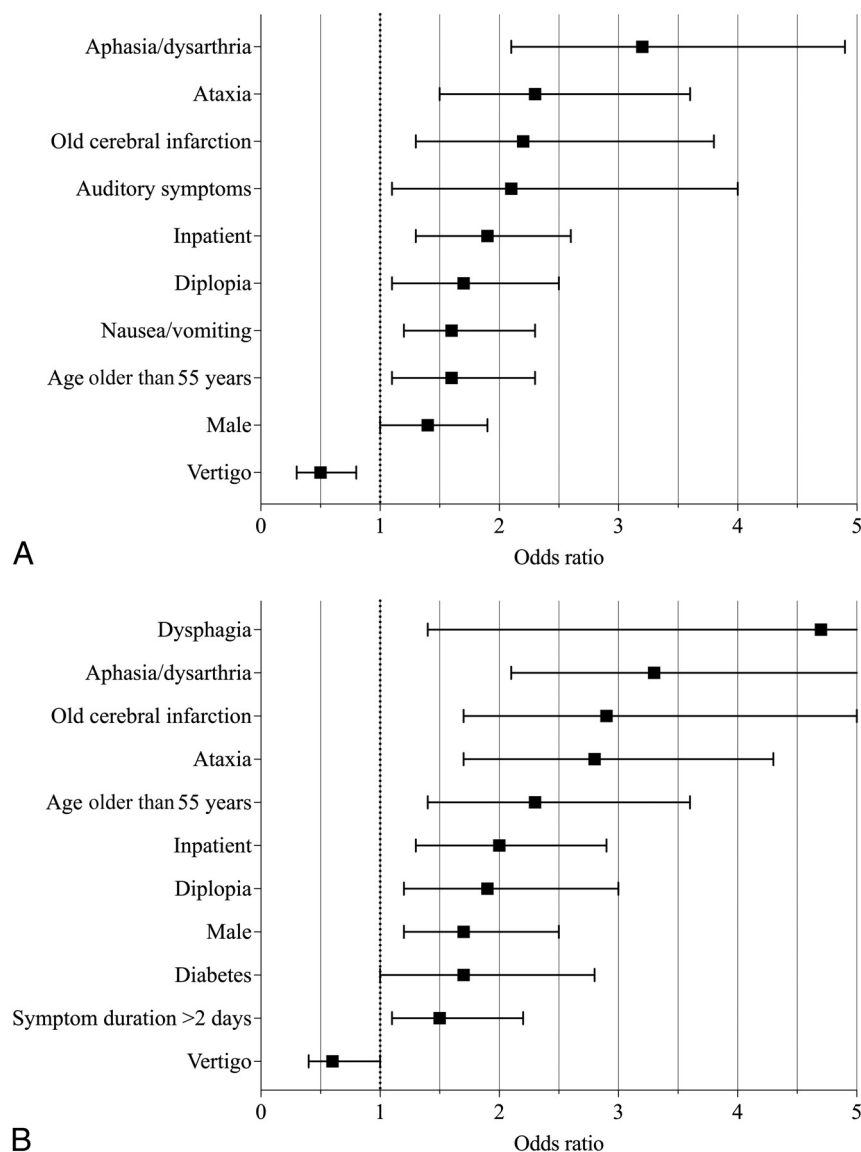 Aphasia/dysarthria
Ataxia
Old cerebral infarction
Auditory symptoms
Inpatient
Diplopia
Nausea/vomiting
Age older than 55 years
Male
Vertigo
0 1 2 3 4 5
Odds ratio
A
Dysphagia
Aphasia/dysarthria
Old cerebral infarction
Ataxia
Age older than 55 years
Inpatient
Diplopia
Male
Diabetes
Symptom duration >2 days
Vertigo
0 1 2 3 4 5
Odds ratio
B